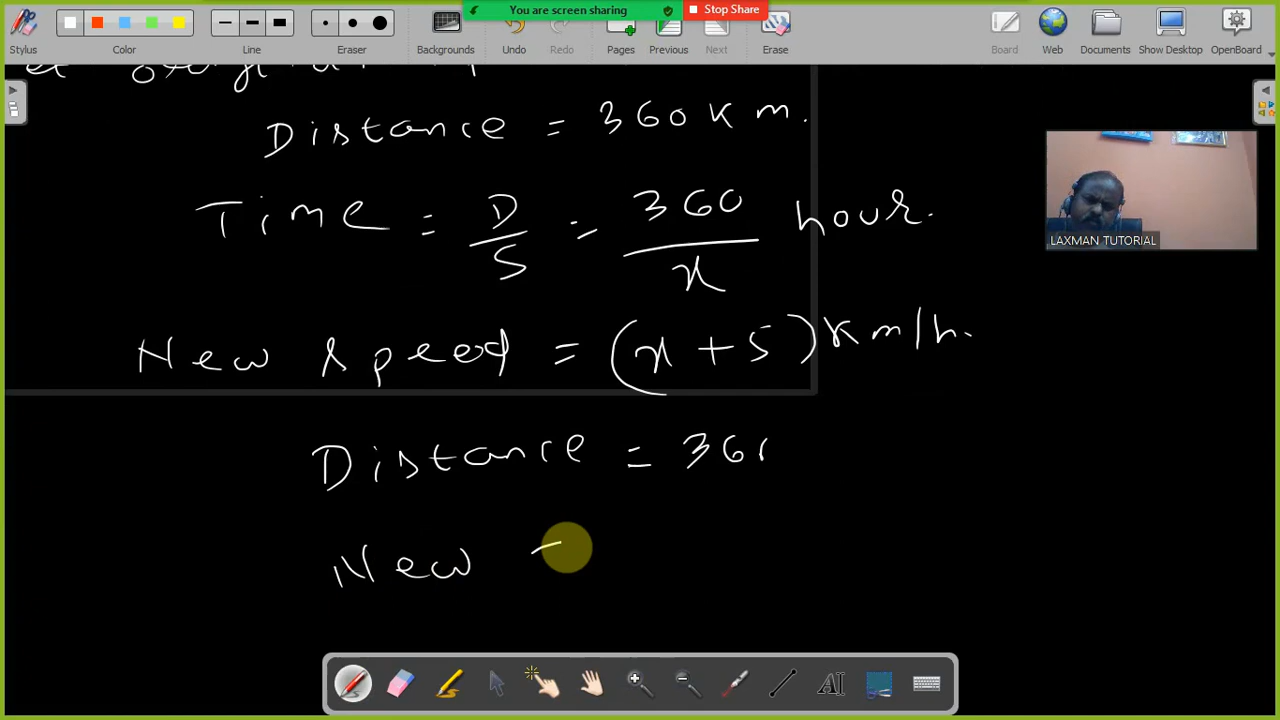 You are screen sharing Stop Share
Stylus Color Line Eraser Backgrounds Undo Redo Pages Previous Next Erase Board Web Documents Show Desktop OpenBoard
Distance = 360 Km.
Time = D/S = 360/x hour.
New Speed = (x + 5) Km/h.
Distance = 360
New
LAXMAN TUTORIAL